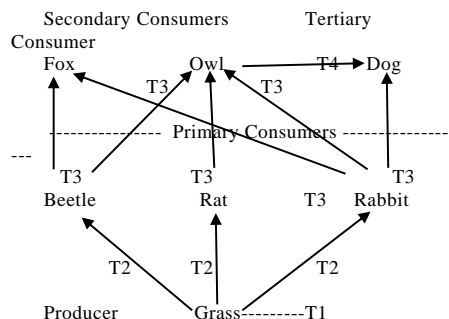 Secondary Consumers Tertiary
Consumer
Fox Owl T4 Dog
T3 T3
------------------ Primary Consumers -----------------
---
T3 T3 T3
Beetle Rat T3 Rabbit
T2 T2 T2
Producer Grass---------T1